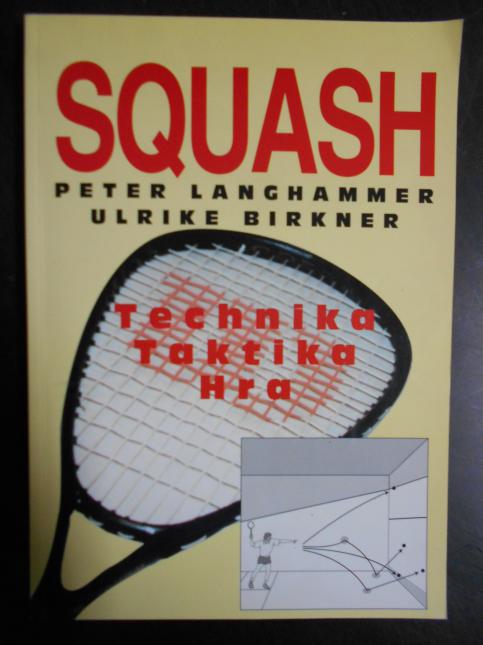 SQUASH
PETER LANGHAMMER
ULRIKE BIRKNER
Technika
Taktika
Hra